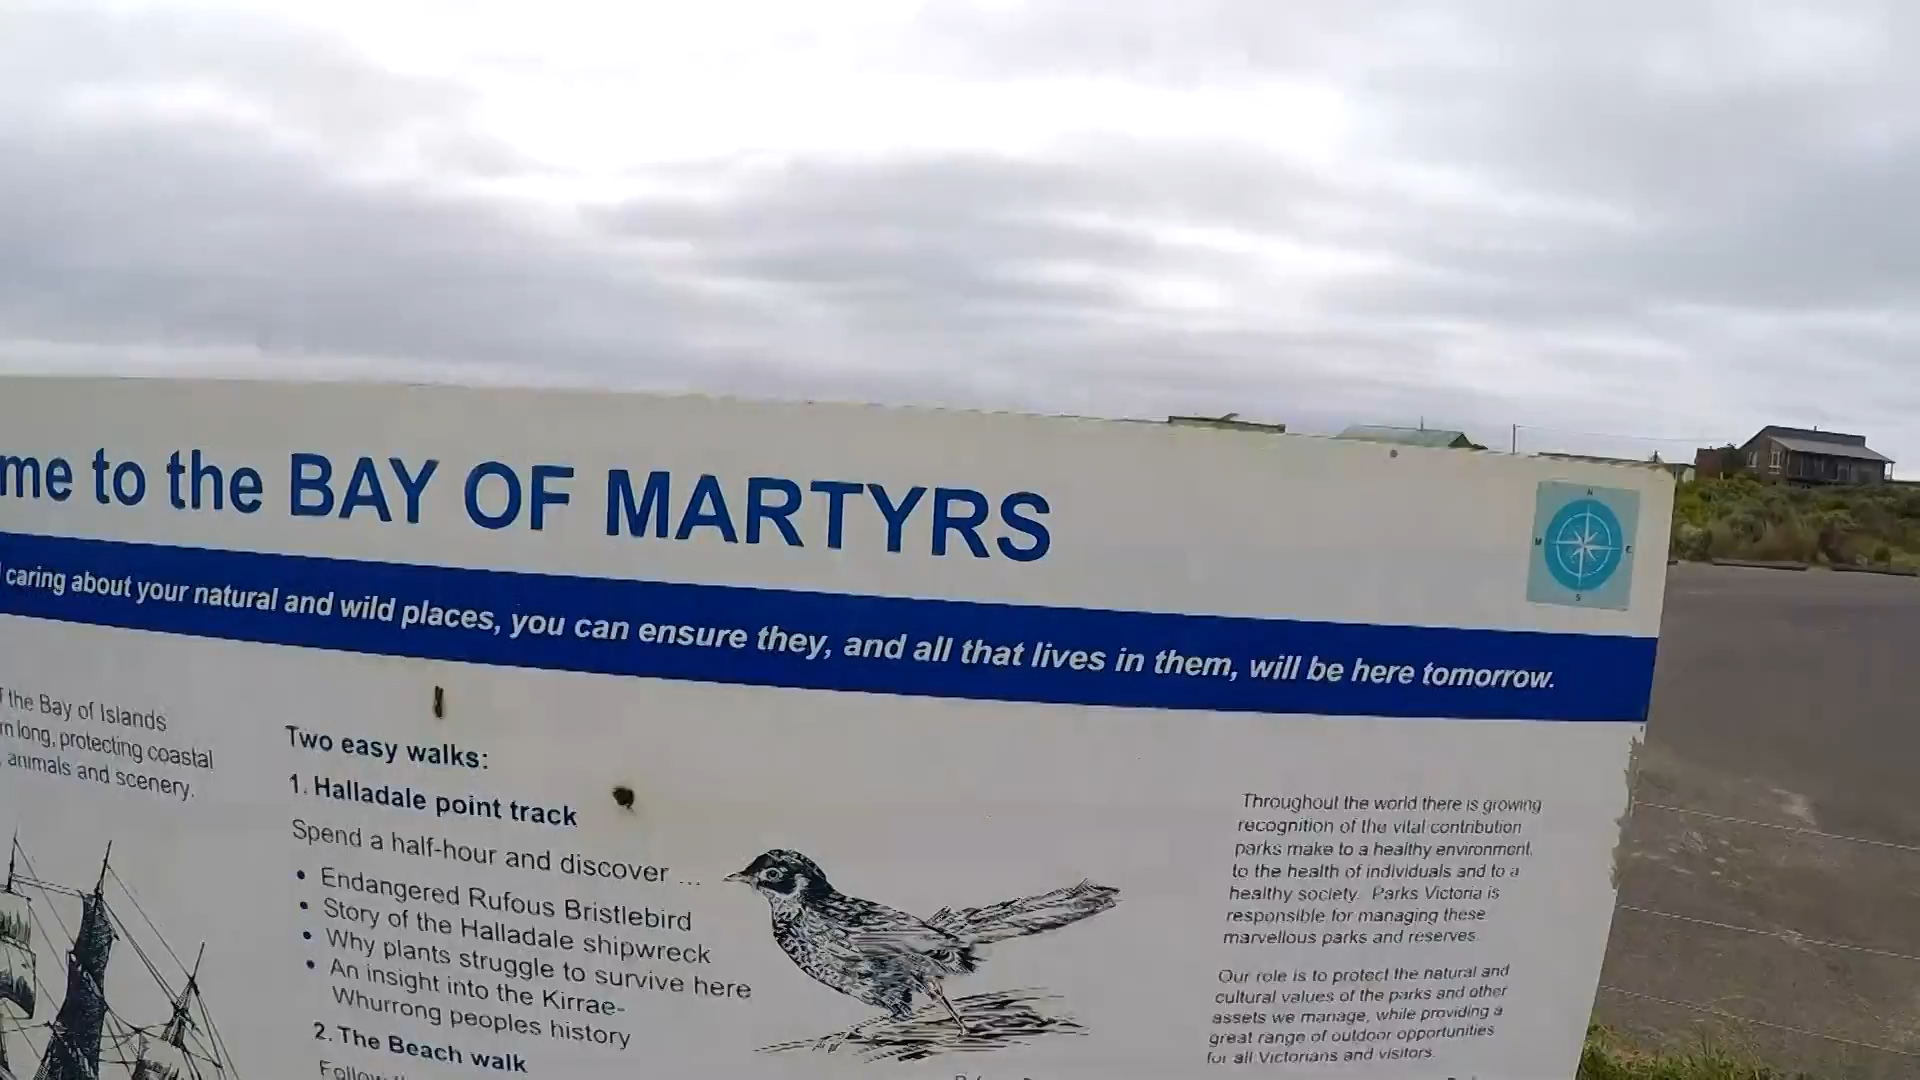 to the BAY OF MARTYRS
caring about your natural and wild places, you can ensure they, and all that lives in them, will be here tomorrow.
the Bay of Islands
long, protecting coastal
animals and scenery.
Two easy walks:
1. Halladale point track
Spend a half-hour and discover ...
• Endangered Rufous Bristlebird
• Story of the Halladale shipwreck
• Why plants struggle to survive here
• An insight into the Kirrae-
Whurrong peoples history
2. The Beach walk
Throughout the world there is growing
recognition of the vital contribution
parks make to a healthy environment,
to the health of individuals and to a
healthy society. Parks Victoria is
responsible for managing these
marvellous parks and reserves.
Our role is to protect the natural and
cultural values of the parks and other
assets we manage, while providing a
great range of outdoor opportunities
for all Victorians and visitors.
N
E
S